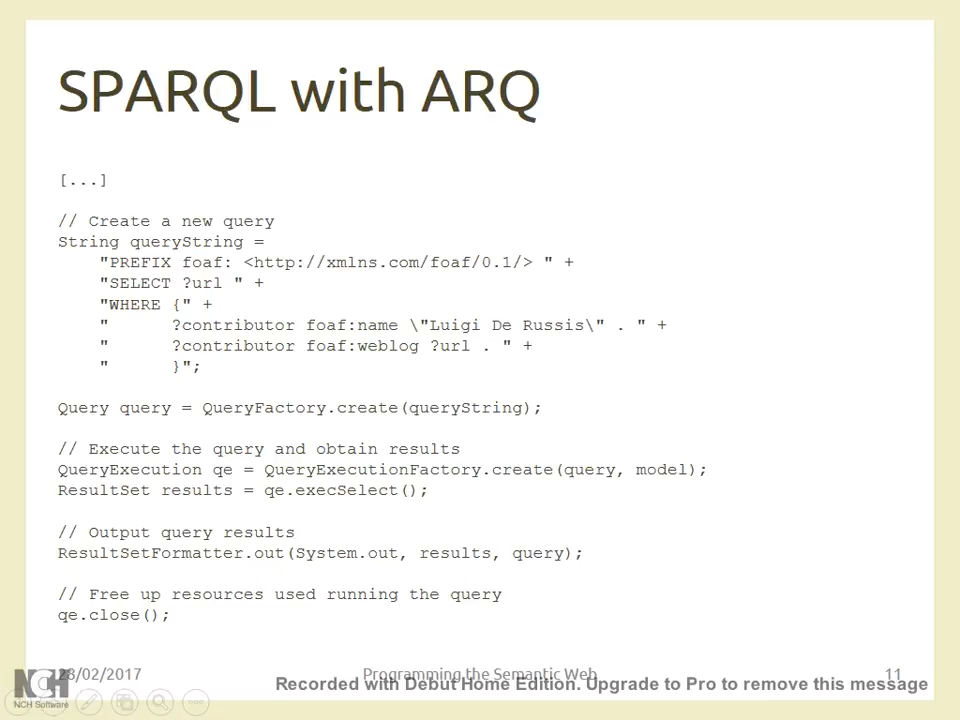 SPARQL with ARQ
[...]
// Create a new query
String queryString =
"PREFIX foaf: <http://xmlns.com/foaf/0.1/> " +
"SELECT ?url " +
"WHERE {" +
"      ?contributor foaf:name \"Luigi De Russis\" . " +
"      ?contributor foaf:weblog ?url . " +
"      }";
Query query = QueryFactory.create(queryString);
// Execute the query and obtain results
QueryExecution qe = QueryExecutionFactory.create(query, model);
ResultSet results = qe.execSelect();
// Output query results
ResultSetFormatter.out(System.out, results, query);
// Free up resources used running the query
qe.close();
28/02/2017
Programming the Semantic Web
11
Recorded with Debut Home Edition. Upgrade to Pro to remove this message
NCH
NCH Software